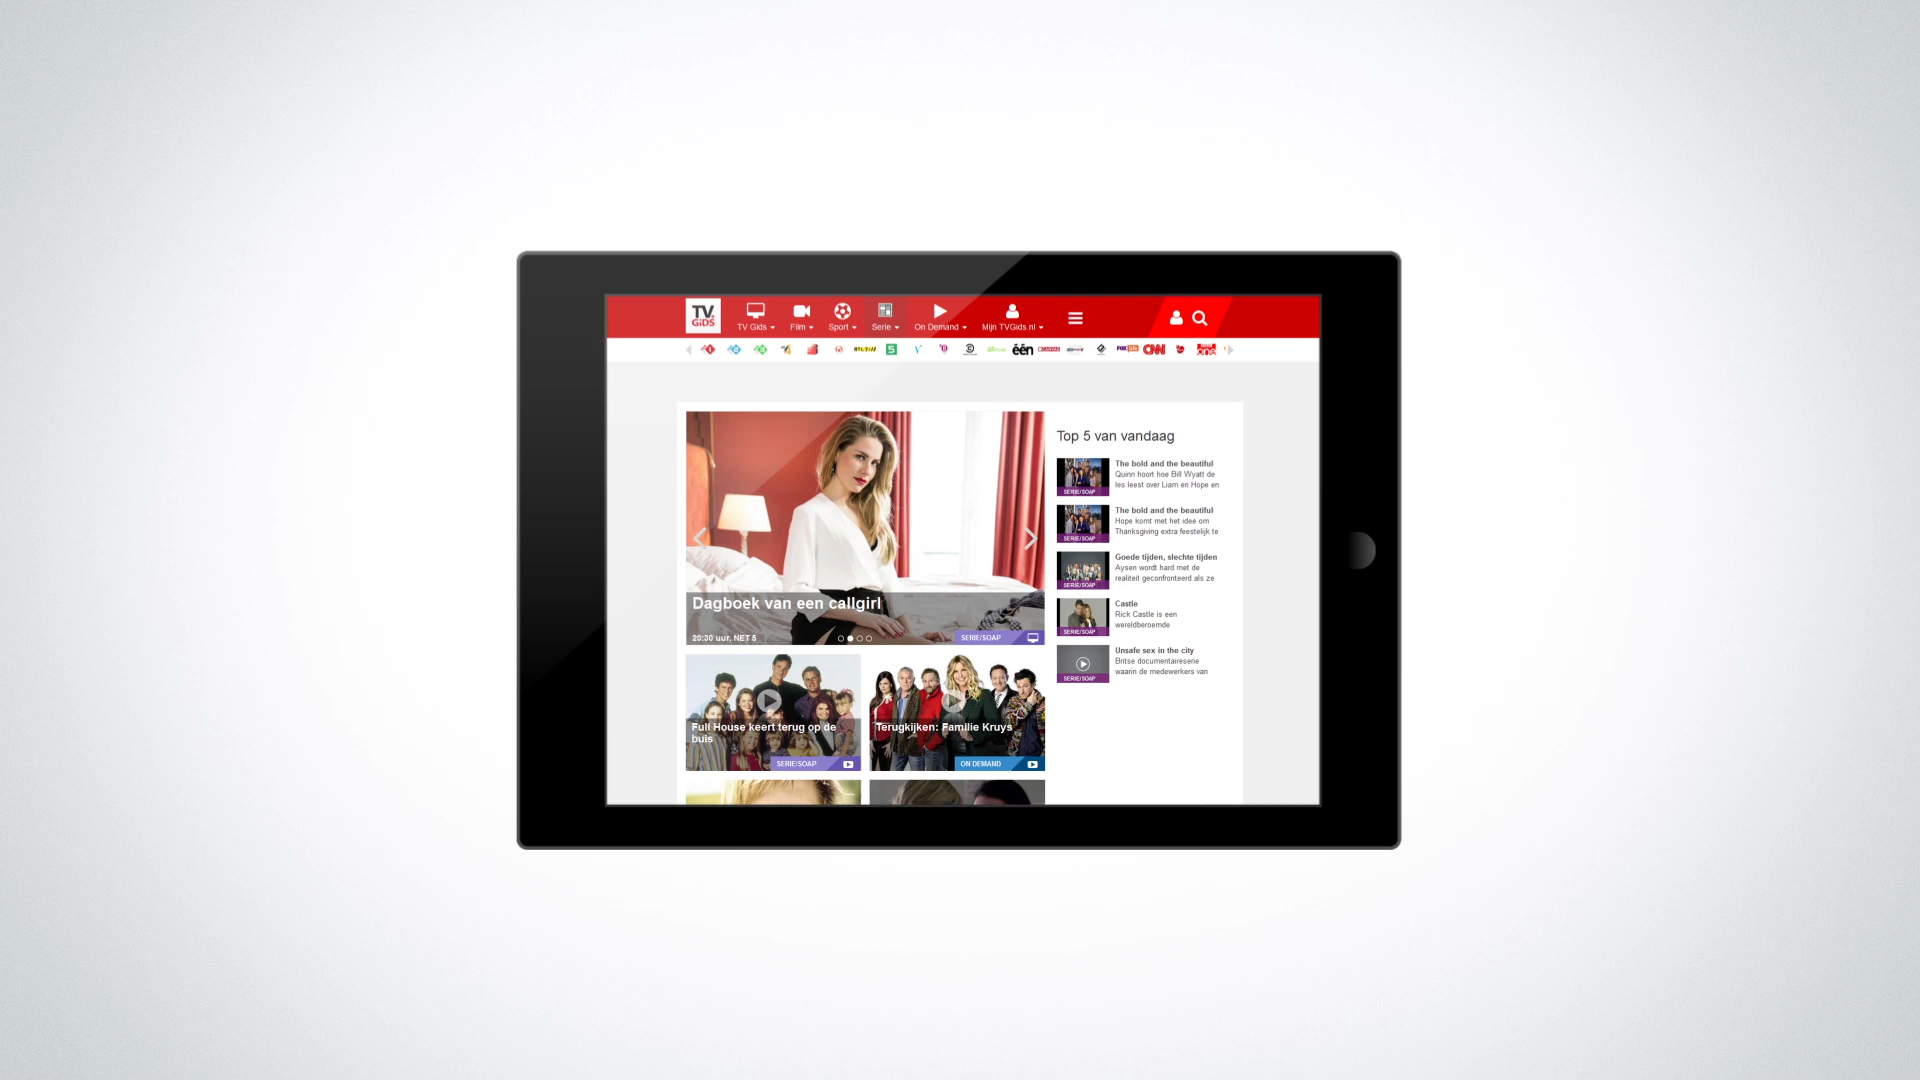 TV
GiDS
TV Gids
Film
Sport
Serie
On Demand
Mijn TVGids.nl
5
één
CANVAS
FOX life
CNN
one
Dagboek van een callgirl
20:30 uur, NET 5
SERIE/SOAP
Full House keert terug op de
buis
SERIE/SOAP
Terugkijken: Familie Kruys
ON DEMAND
Top 5 van vandaag
The bold and the beautiful
Quinn hoort hoe Bill Wyatt de
les leest over Liam en Hope en
SERIE/SOAP
The bold and the beautiful
Hope komt met het idee om
Thanksgiving extra feestelijk te
SERIE/SOAP
Goede tijden, slechte tijden
Aysen wordt hard met de
realiteit geconfronteerd als ze
SERIE/SOAP
Castle
Rick Castle is een
wereldberoemde
SERIE/SOAP
Unsafe sex in the city
Britse documentaireserie
waarin de medewerkers van
SERIE/SOAP